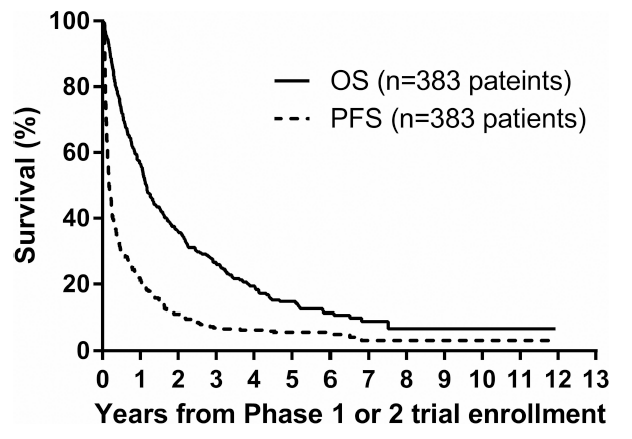 100
80
60
40
20
0
Survival (%)
OS (n=383 pateints)
PFS (n=383 patients)
0 1 2 3 4 5 6 7 8 9 10 11 12 13
Years from Phase 1 or 2 trial enrollment